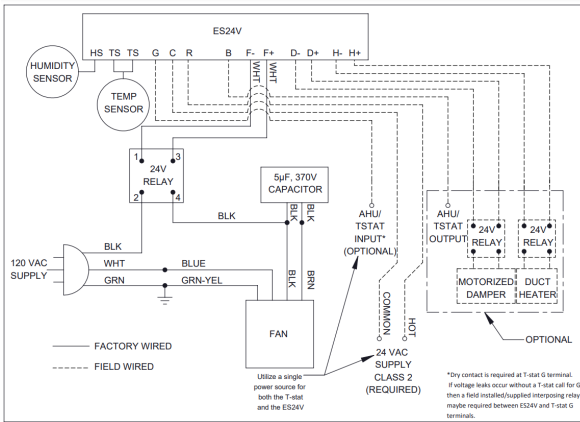 ES24V
HS TS TS G C R B F- F+ D- D+ H- H+
HUMIDITY
SENSOR
TEMP
SENSOR
WHT
WHT
1 3
24V
RELAY
2 4
5µF, 370V
CAPACITOR
BLK
BLK
BLK
AHU/
TSTAT
INPUT*
(OPTIONAL)
AHU/
TSTAT
OUTPUT
24V
RELAY
24V
RELAY
MOTORIZED
DAMPER
DUCT
HEATER
120 VAC
SUPPLY
BLK
WHT
BLUE
GRN
GRN-YEL
BLK
BRN
FAN
COMMON
HOT
24 VAC
SUPPLY
CLASS 2
(REQUIRED)
OPTIONAL
FACTORY WIRED
FIELD WIRED
Utilize a single
power source for
both the T-stat
and the ES24V
*Dry contact is required at T-stat G terminal.
If voltage leaks occur without a T-stat call for G
then a field installed/supplied interposing relay
maybe required between ES24V and T-stat G
terminals.